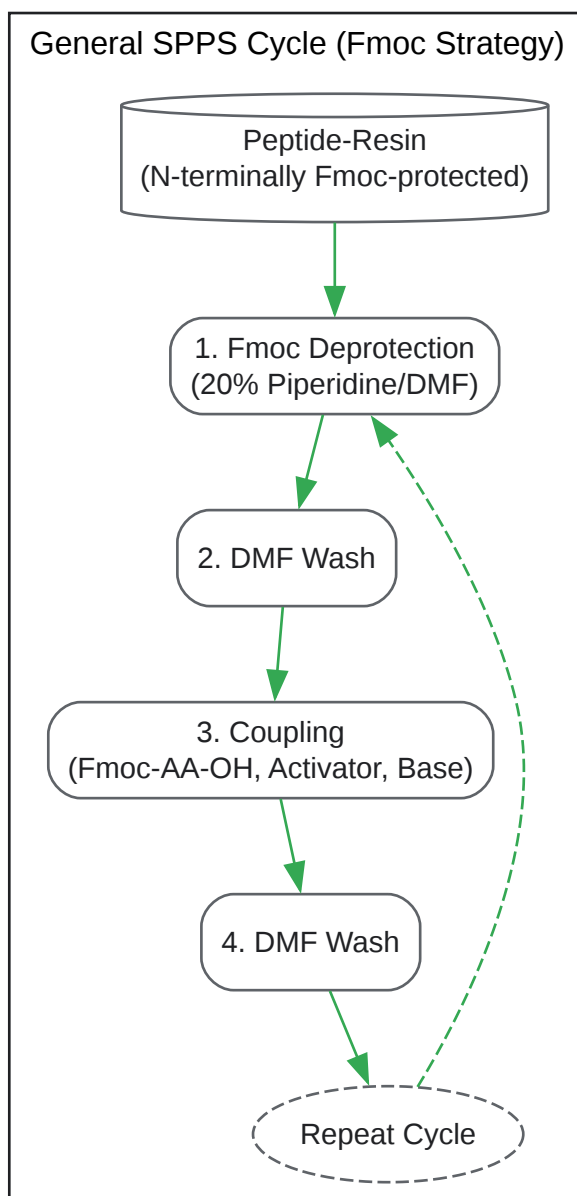 General SPPS Cycle (Fmoc Strategy)
Peptide-Resin
(N-terminally Fmoc-protected)
1. Fmoc Deprotection
(20% Piperidine/DMF)
2. DMF Wash
3. Coupling
(Fmoc-AA-OH, Activator, Base)
4. DMF Wash
Repeat Cycle